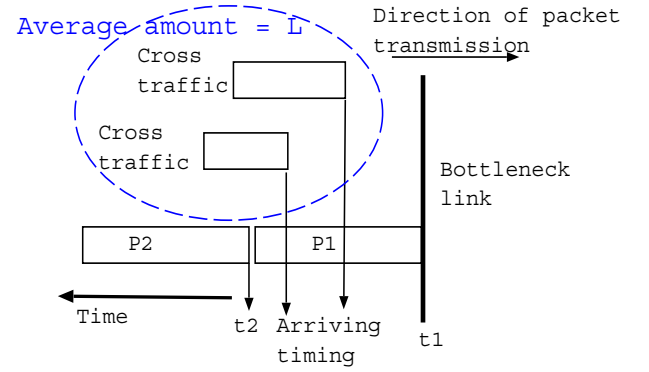 Average amount = L
Direction of packet
transmission
Cross
traffic
Cross
traffic
Bottleneck
link
P2
P1
Time
t2
Arriving
timing
t1